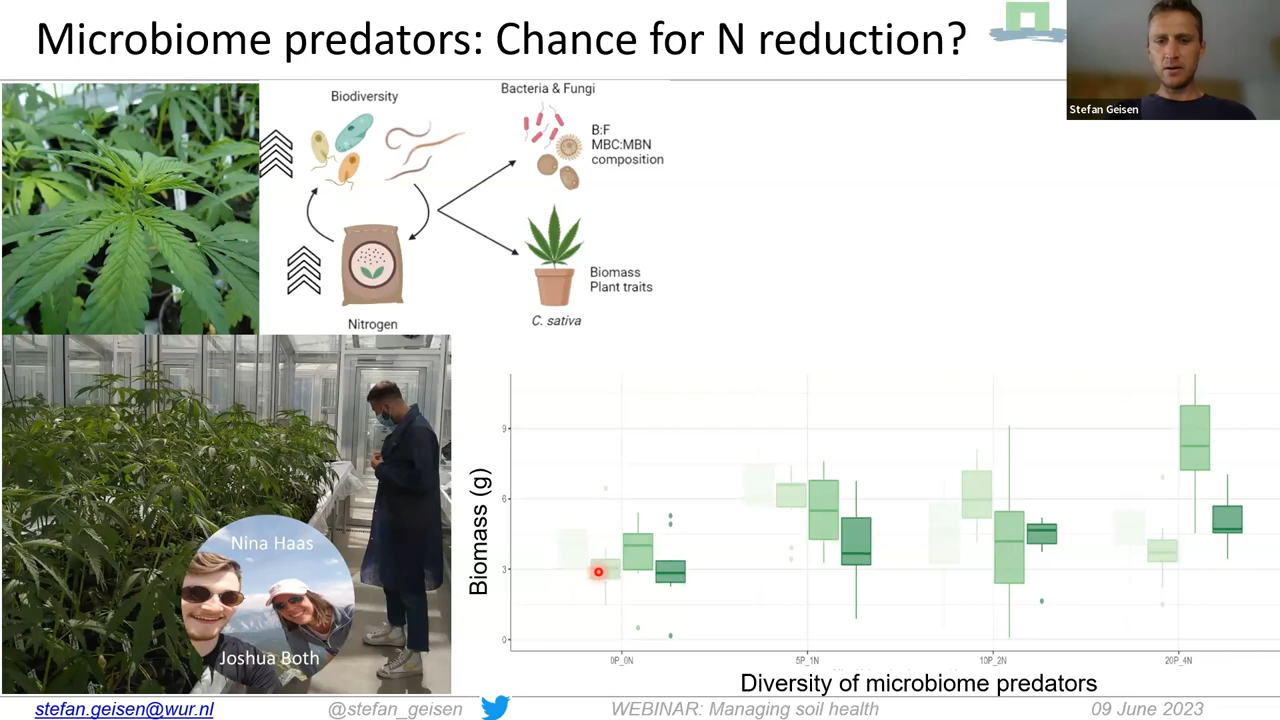 Microbiome predators: Chance for N reduction?
Stefan Geisen
Biodiversity
Bacteria & Fungi
B:F
MBC:MBN
composition
Biomass
Plant traits
Nitrogen
C. sativa
Nina Haas
Joshua Both
Biomass (g)
9
6
3
0
0P_0N
5P_1N
10P_2N
20P_4N
Diversity of microbiome predators
stefan.geisen@wur.nl
@stefan_geisen
WEBINAR: Managing soil health
09 June 2023